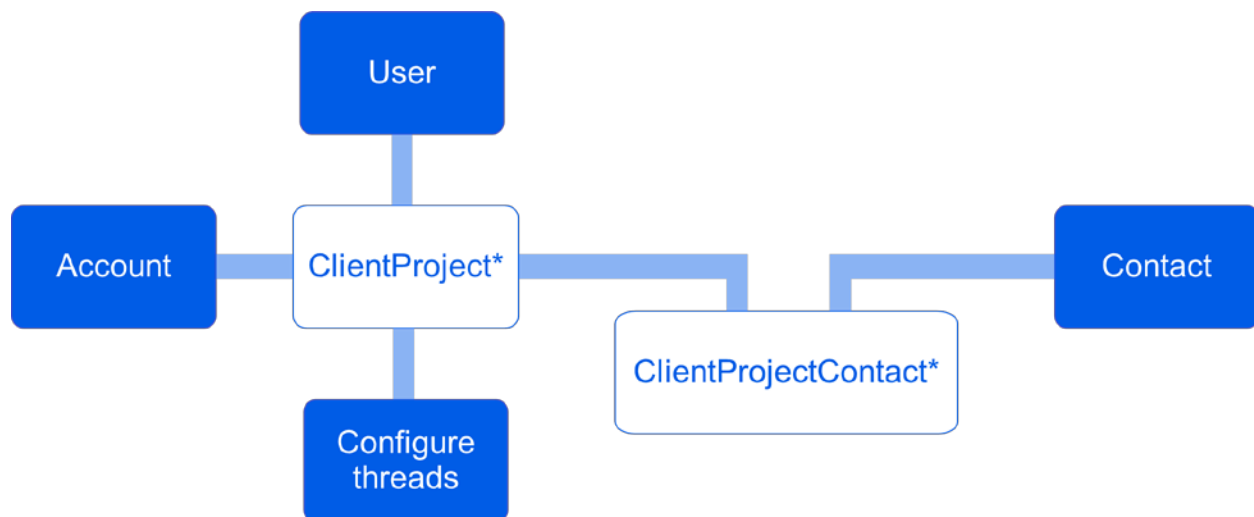 User
Account
ClientProject*
Contact
ClientProjectContact*
Configure
threads